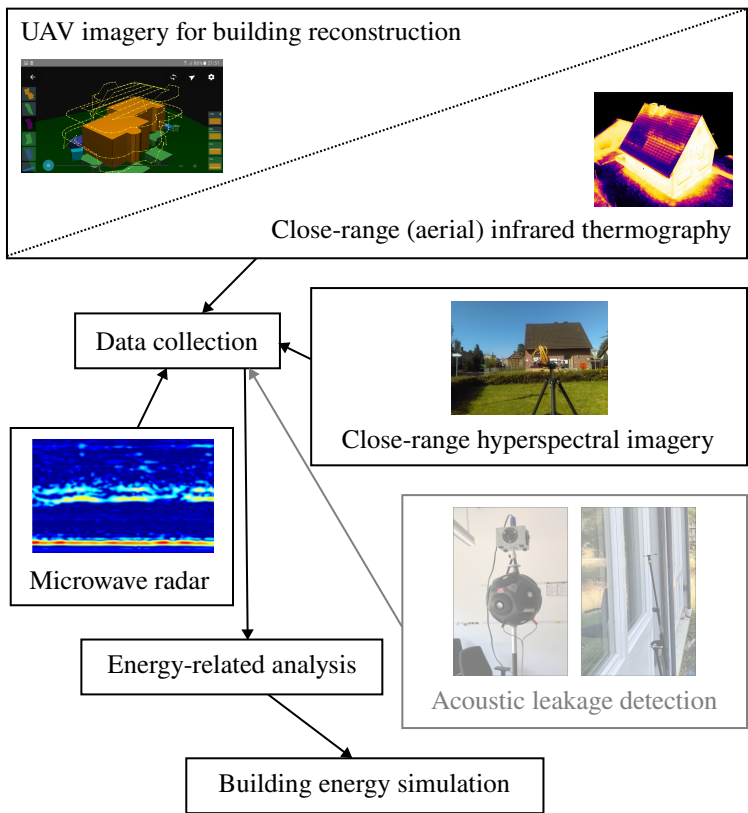 UAV imagery for building reconstruction
Close-range (aerial) infrared thermography
Data collection
Close-range hyperspectral imagery
Microwave radar
Energy-related analysis
Acoustic leakage detection
Building energy simulation